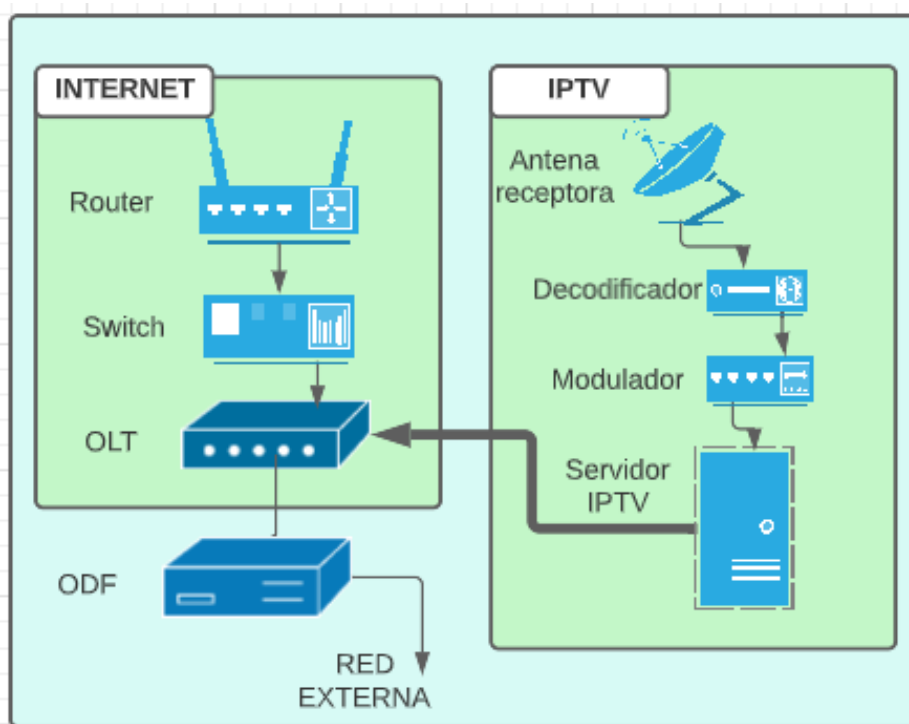 INTERNET
Router
Switch
OLT
ODF
RED
EXTERNA
IPTV
Antena
receptora
Decodificador
Modulador
Servidor
IPTV